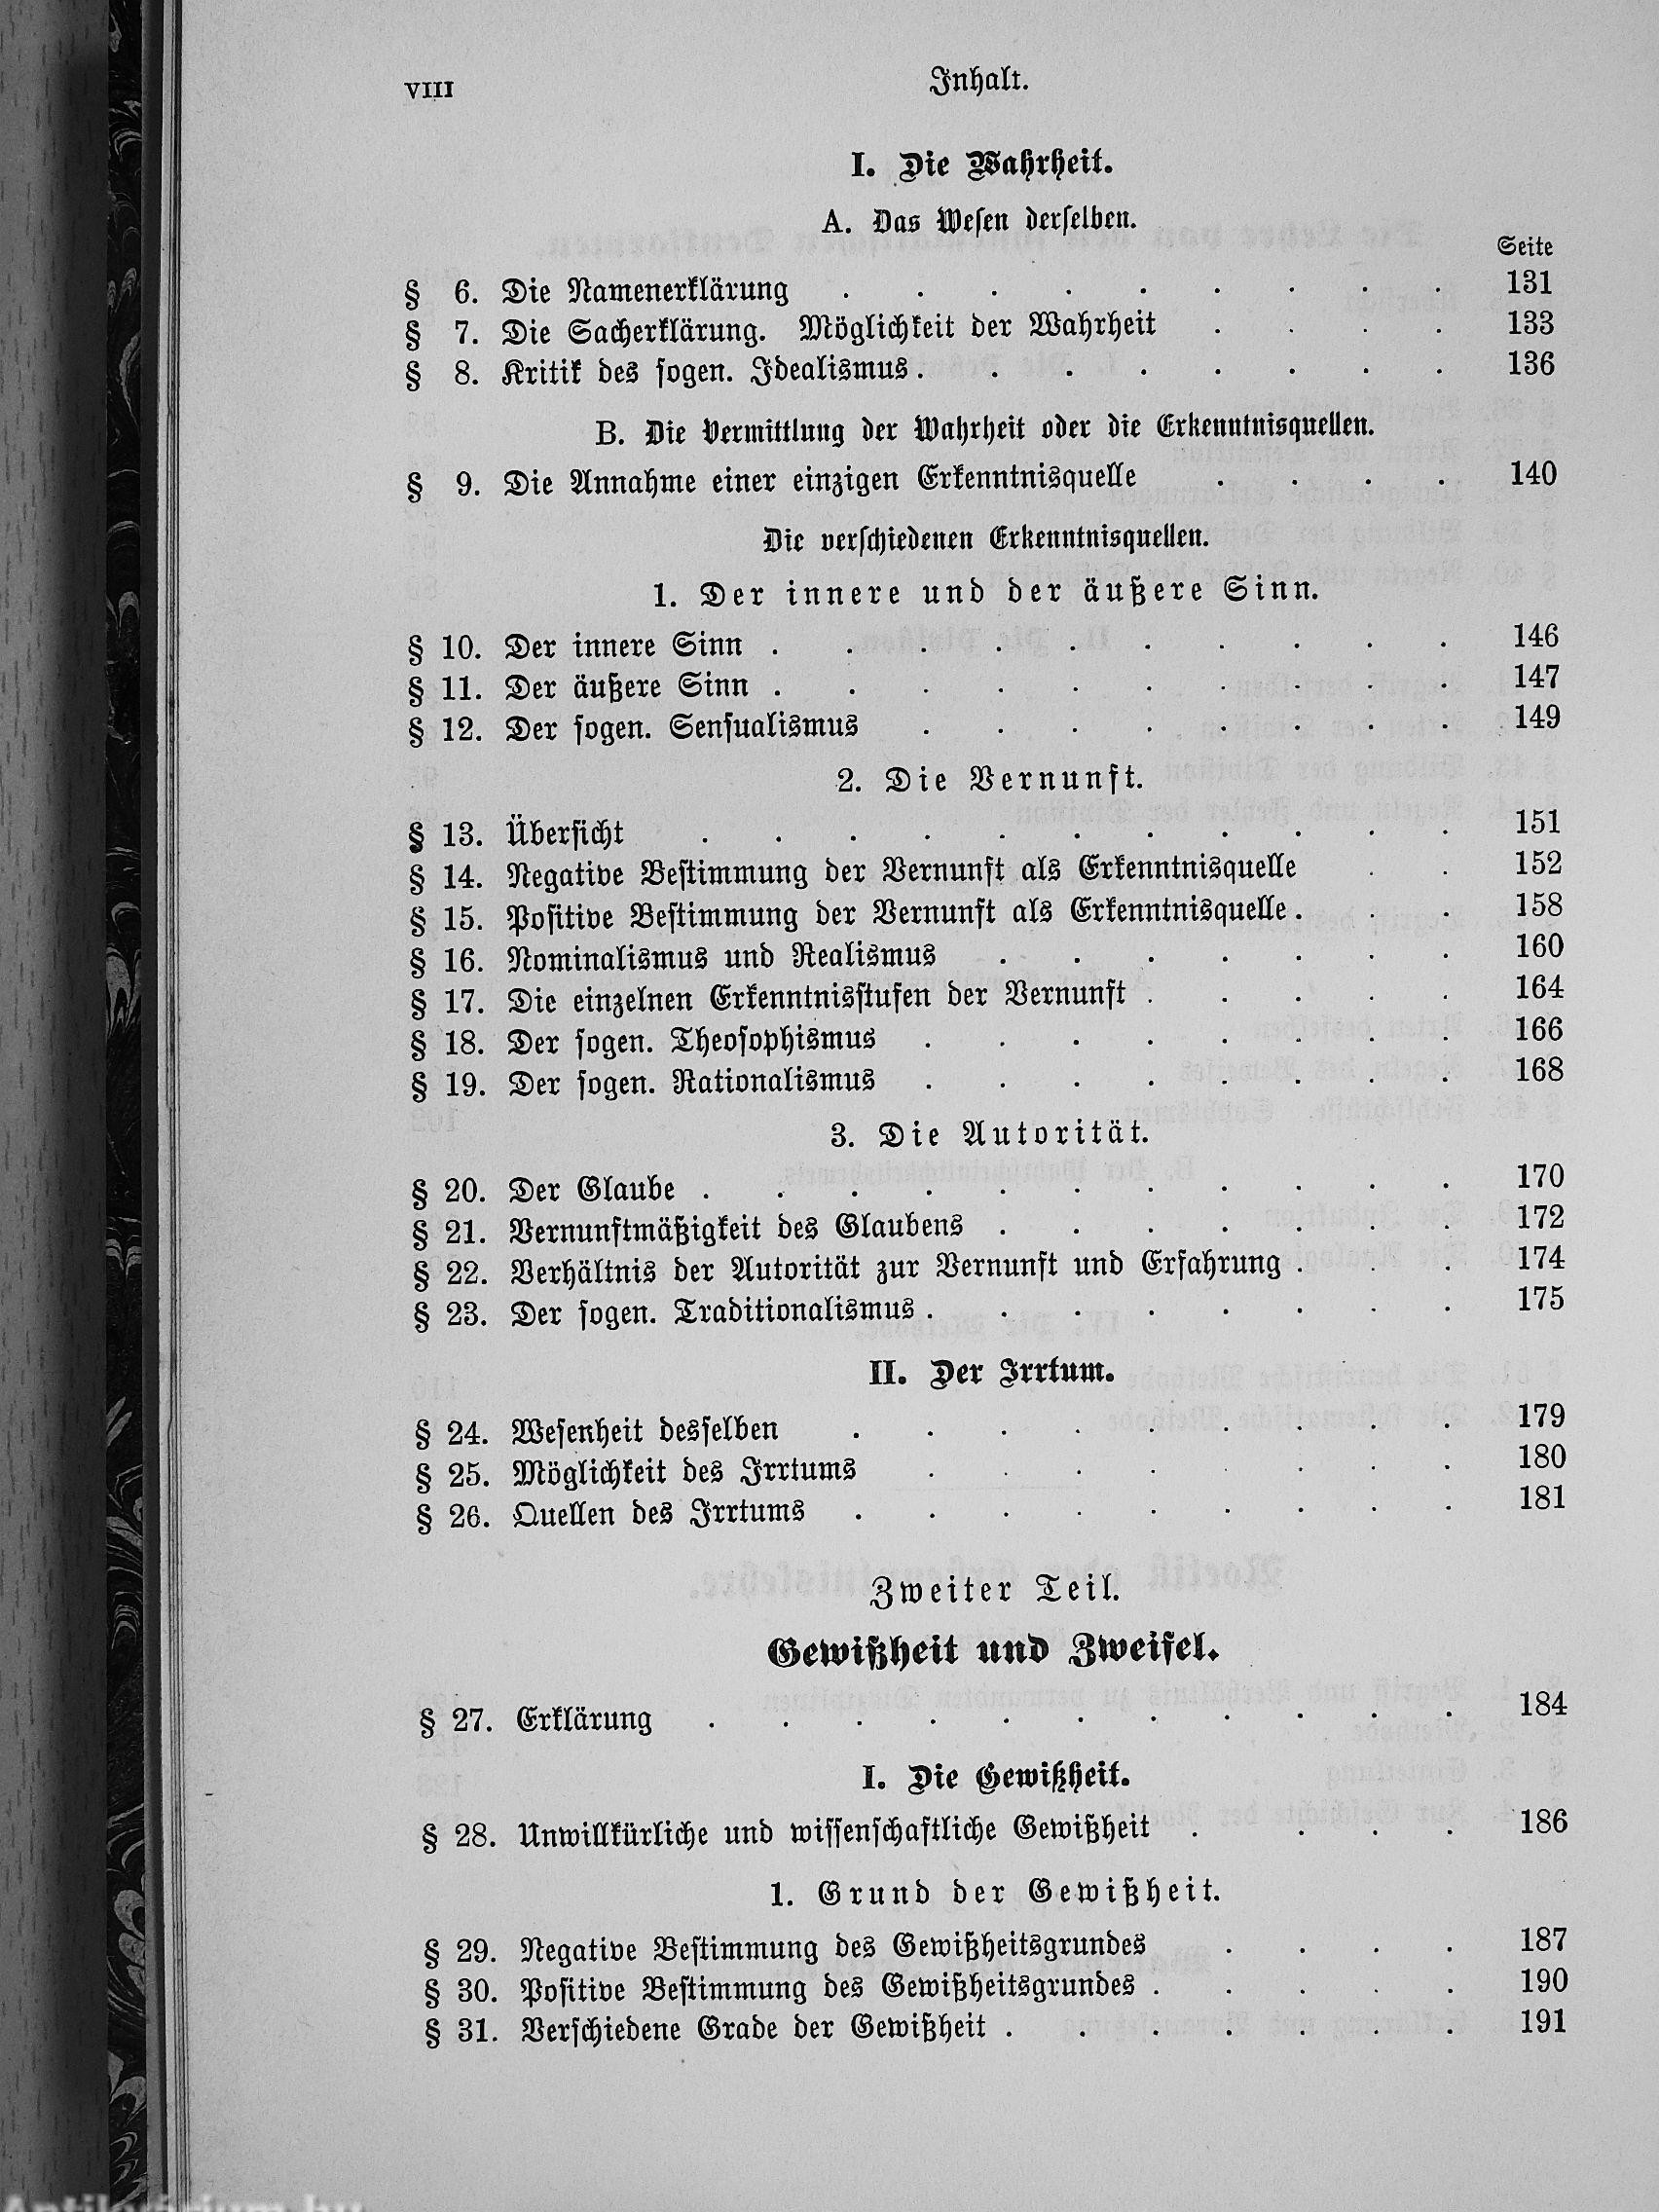 VIII Inhalt.
I. Die Wahrheit.
A. Das Wesen derselben.
Seite
§ 6. Die Namenerklärung . . . . . . . . . 131
§ 7. Die Sacherklärung. Möglichkeit der Wahrheit . . . . 133
§ 8. Kritik des sogen. Idealismus . . . . . . . . 136
B. Die Vermittlung der Wahrheit oder die Erkenntnisquellen.
§ 9. Die Annahme einer einzigen Erkenntnisquelle . . . . 140
Die verschiedenen Erkenntnisquellen.
1. Der innere und der äußere Sinn.
§ 10. Der innere Sinn . . . . . . . . . . 146
§ 11. Der äußere Sinn . . . . . . . . . . 147
§ 12. Der sogen. Sensualismus . . . . . . . . 149
2. Die Vernunft.
§ 13. Übersicht . . . . . . . . . . . 151
§ 14. Negative Bestimmung der Vernunft als Erkenntnisquelle . . 152
§ 15. Positive Bestimmung der Vernunft als Erkenntnisquelle . . . 158
§ 16. Nominalismus und Realismus . . . . . . . 160
§ 17. Die einzelnen Erkenntnisstufen der Vernunft . . . . . 164
§ 18. Der sogen. Theosophismus . . . . . . . . 166
§ 19. Der sogen. Rationalismus . . . . . . . . 168
3. Die Autorität.
§ 20. Der Glaube . . . . . . . . . . . 170
§ 21. Vernunftmäßigkeit des Glaubens . . . . . . . 172
§ 22. Verhältnis der Autorität zur Vernunft und Erfahrung . . . 174
§ 23. Der sogen. Traditionalismus . . . . . . . . 175
II. Der Irrtum.
§ 24. Wesenheit desselben . . . . . . . . . 179
§ 25. Möglichkeit des Irrtums . . . . . . . . 180
§ 26. Quellen des Irrtums . . . . . . . . . 181
Zweiter Teil.
Gewißheit und Zweifel.
§ 27. Erklärung . . . . . . . . . . . 184
I. Die Gewißheit.
§ 28. Unwillkürliche und wissenschaftliche Gewißheit . . . . 186
1. Grund der Gewißheit.
§ 29. Negative Bestimmung des Gewißheitsgrundes . . . . 187
§ 30. Positive Bestimmung des Gewißheitsgrundes . . . . . 190
§ 31. Verschiedene Grade der Gewißheit . . . . . . . 191